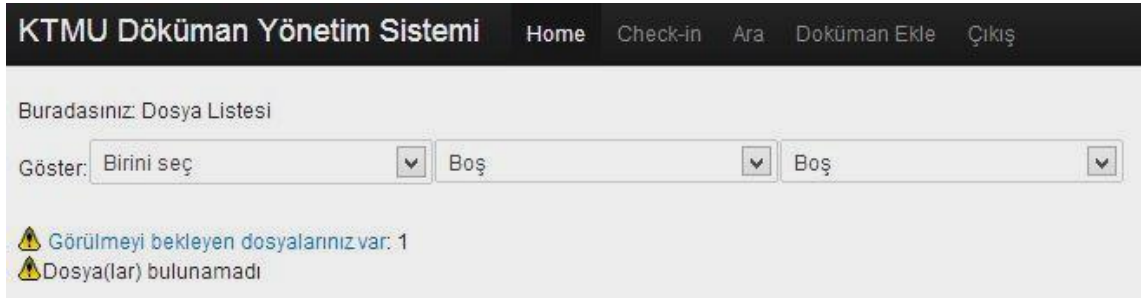 KTMU Döküman Yönetim Sistemi Home Check-in Ara Doküman Ekle Çıkış
Buradasınız: Dosya Listesi
Göster: Birini seç Boş Boş
Görülmeyi bekleyen dosyalarınız var: 1
Dosya(lar) bulunamadı